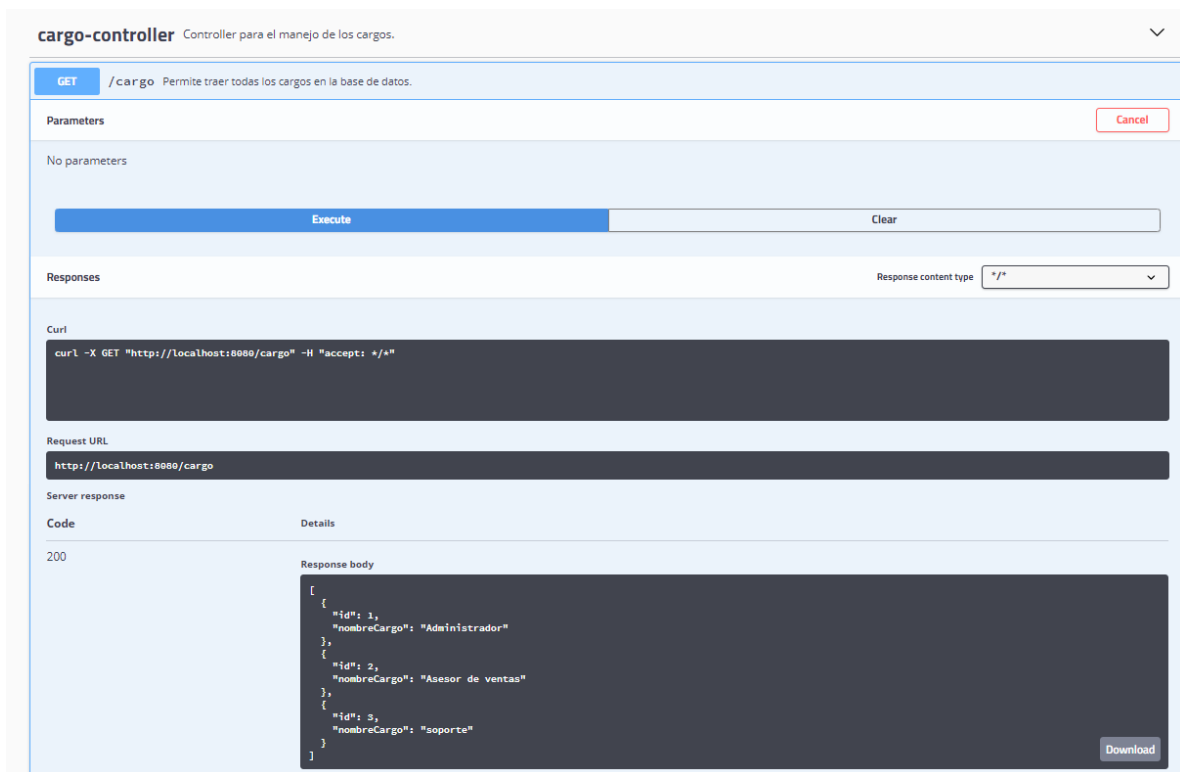 cargo-controller Controller para el manejo de los cargos.
GET /cargo Permite traer todas los cargos en la base de datos.
Parameters Cancel
No parameters
Execute Clear
Responses Response content type */*
Curl
curl -X GET "http://localhost:8080/cargo" -H "accept: */*"
Request URL
http://localhost:8080/cargo
Server response
Code Details
200
Response body
[
  {
    "id": 1,
    "nombreCargo": "Administrador"
  },
  {
    "id": 2,
    "nombreCargo": "Asesor de ventas"
  },
  {
    "id": 3,
    "nombreCargo": "soporte"
  }
]
Download